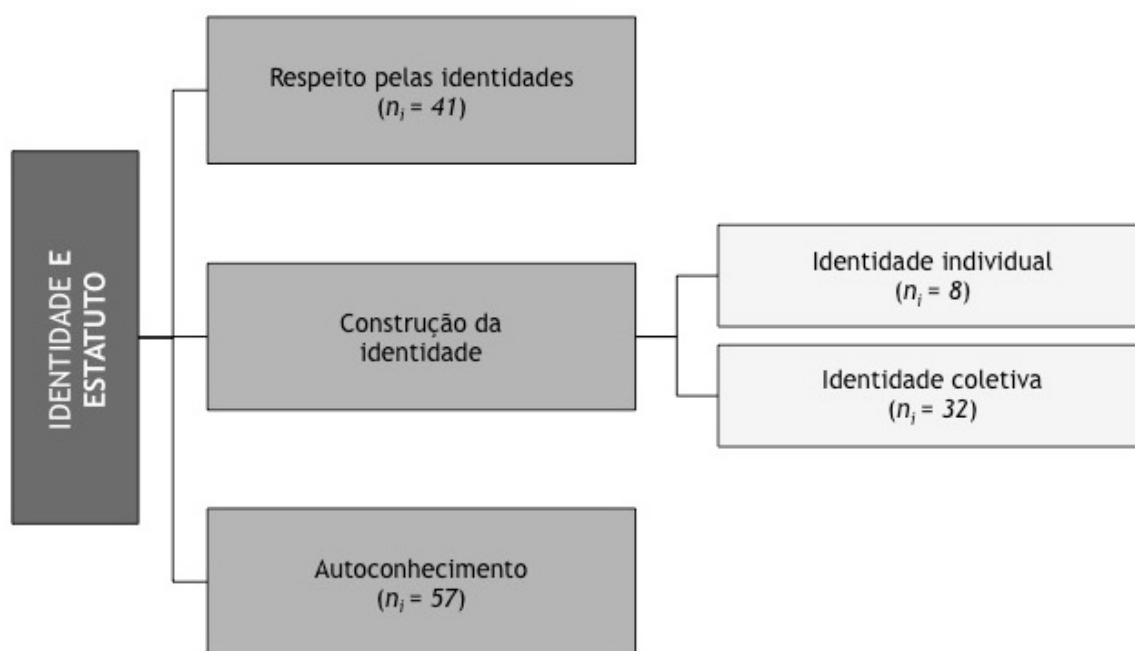 IDENTIDADE E
ESTATUTO
Respeito pelas identidades
(nᵢ = 41)
Construção da
identidade
Identidade individual
(nᵢ = 8)
Identidade coletiva
(nᵢ = 32)
Autoconhecimento
(nᵢ = 57)